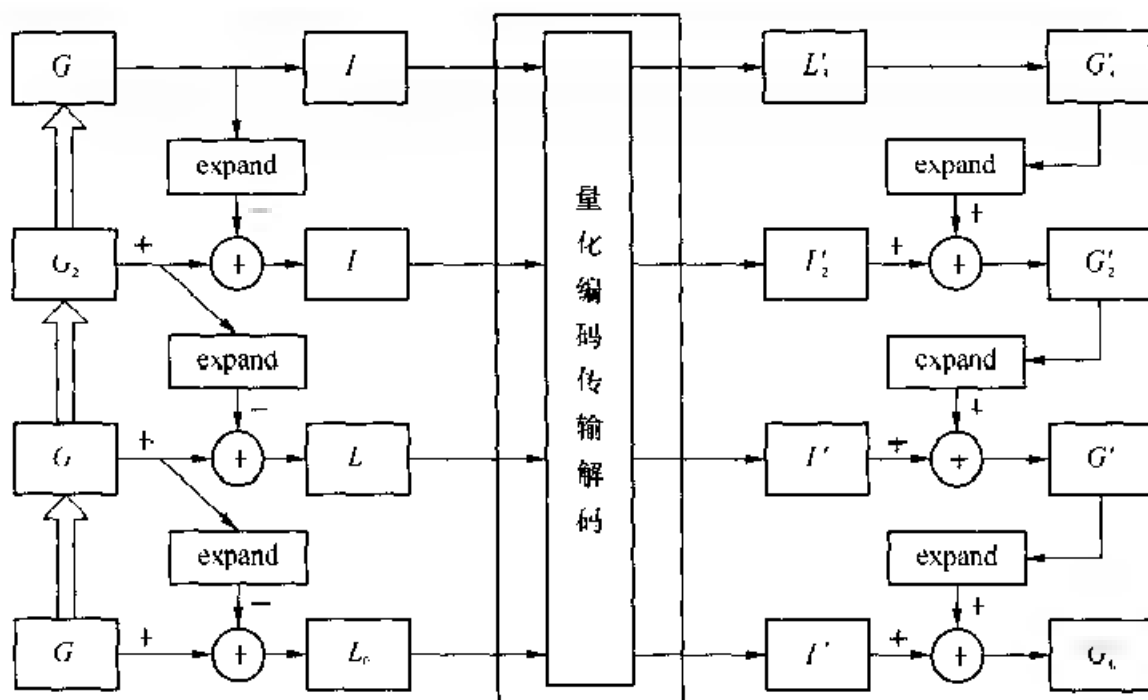 G
I
L'
G'
expand
expand
−
+
量化编码传输解码
+
G₂
+
I
I'₂
+
+
G'₂
expand
expand
−
+
G
+
+
L
I'
+
+
G'
expand
expand
−
+
G
+
+
L
I'
+
+
G